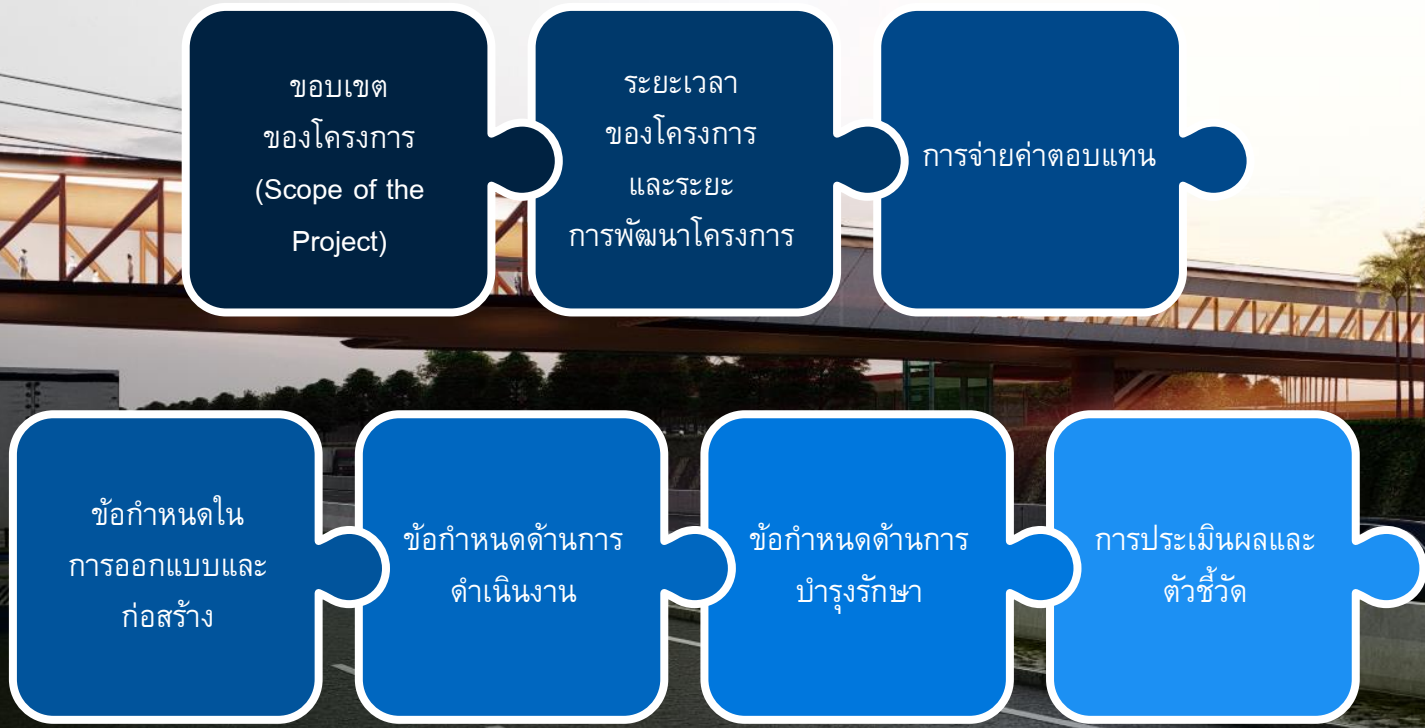 ขอบเขต
ของโครงการ
(Scope of the
Project)
ระยะเวลา
ของโครงการ
และระยะ
การพัฒนาโครงการ
การจ่ายค่าตอบแทน
ข้อกำหนดใน
การออกแบบและ
ก่อสร้าง
ข้อกำหนดด้านการ
ดำเนินงาน
ข้อกำหนดด้านการ
บำรุงรักษา
การประเมินผลและ
ตัวชี้วัด